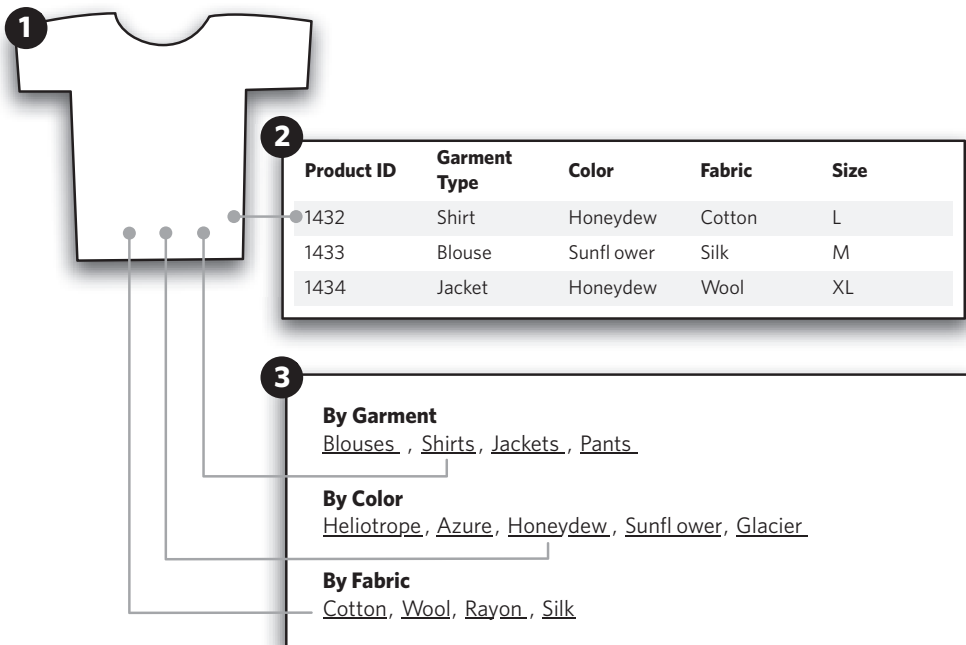 1
2
Product ID Garment Type Color Fabric Size
1432 Shirt Honeydew Cotton L
1433 Blouse Sunfl ower Silk M
1434 Jacket Honeydew Wool XL
3
By Garment
Blouses , Shirts, Jackets , Pants
By Color
Heliotrope, Azure, Honeydew , Sunfl ower, Glacier
By Fabric
Cotton, Wool, Rayon , Silk